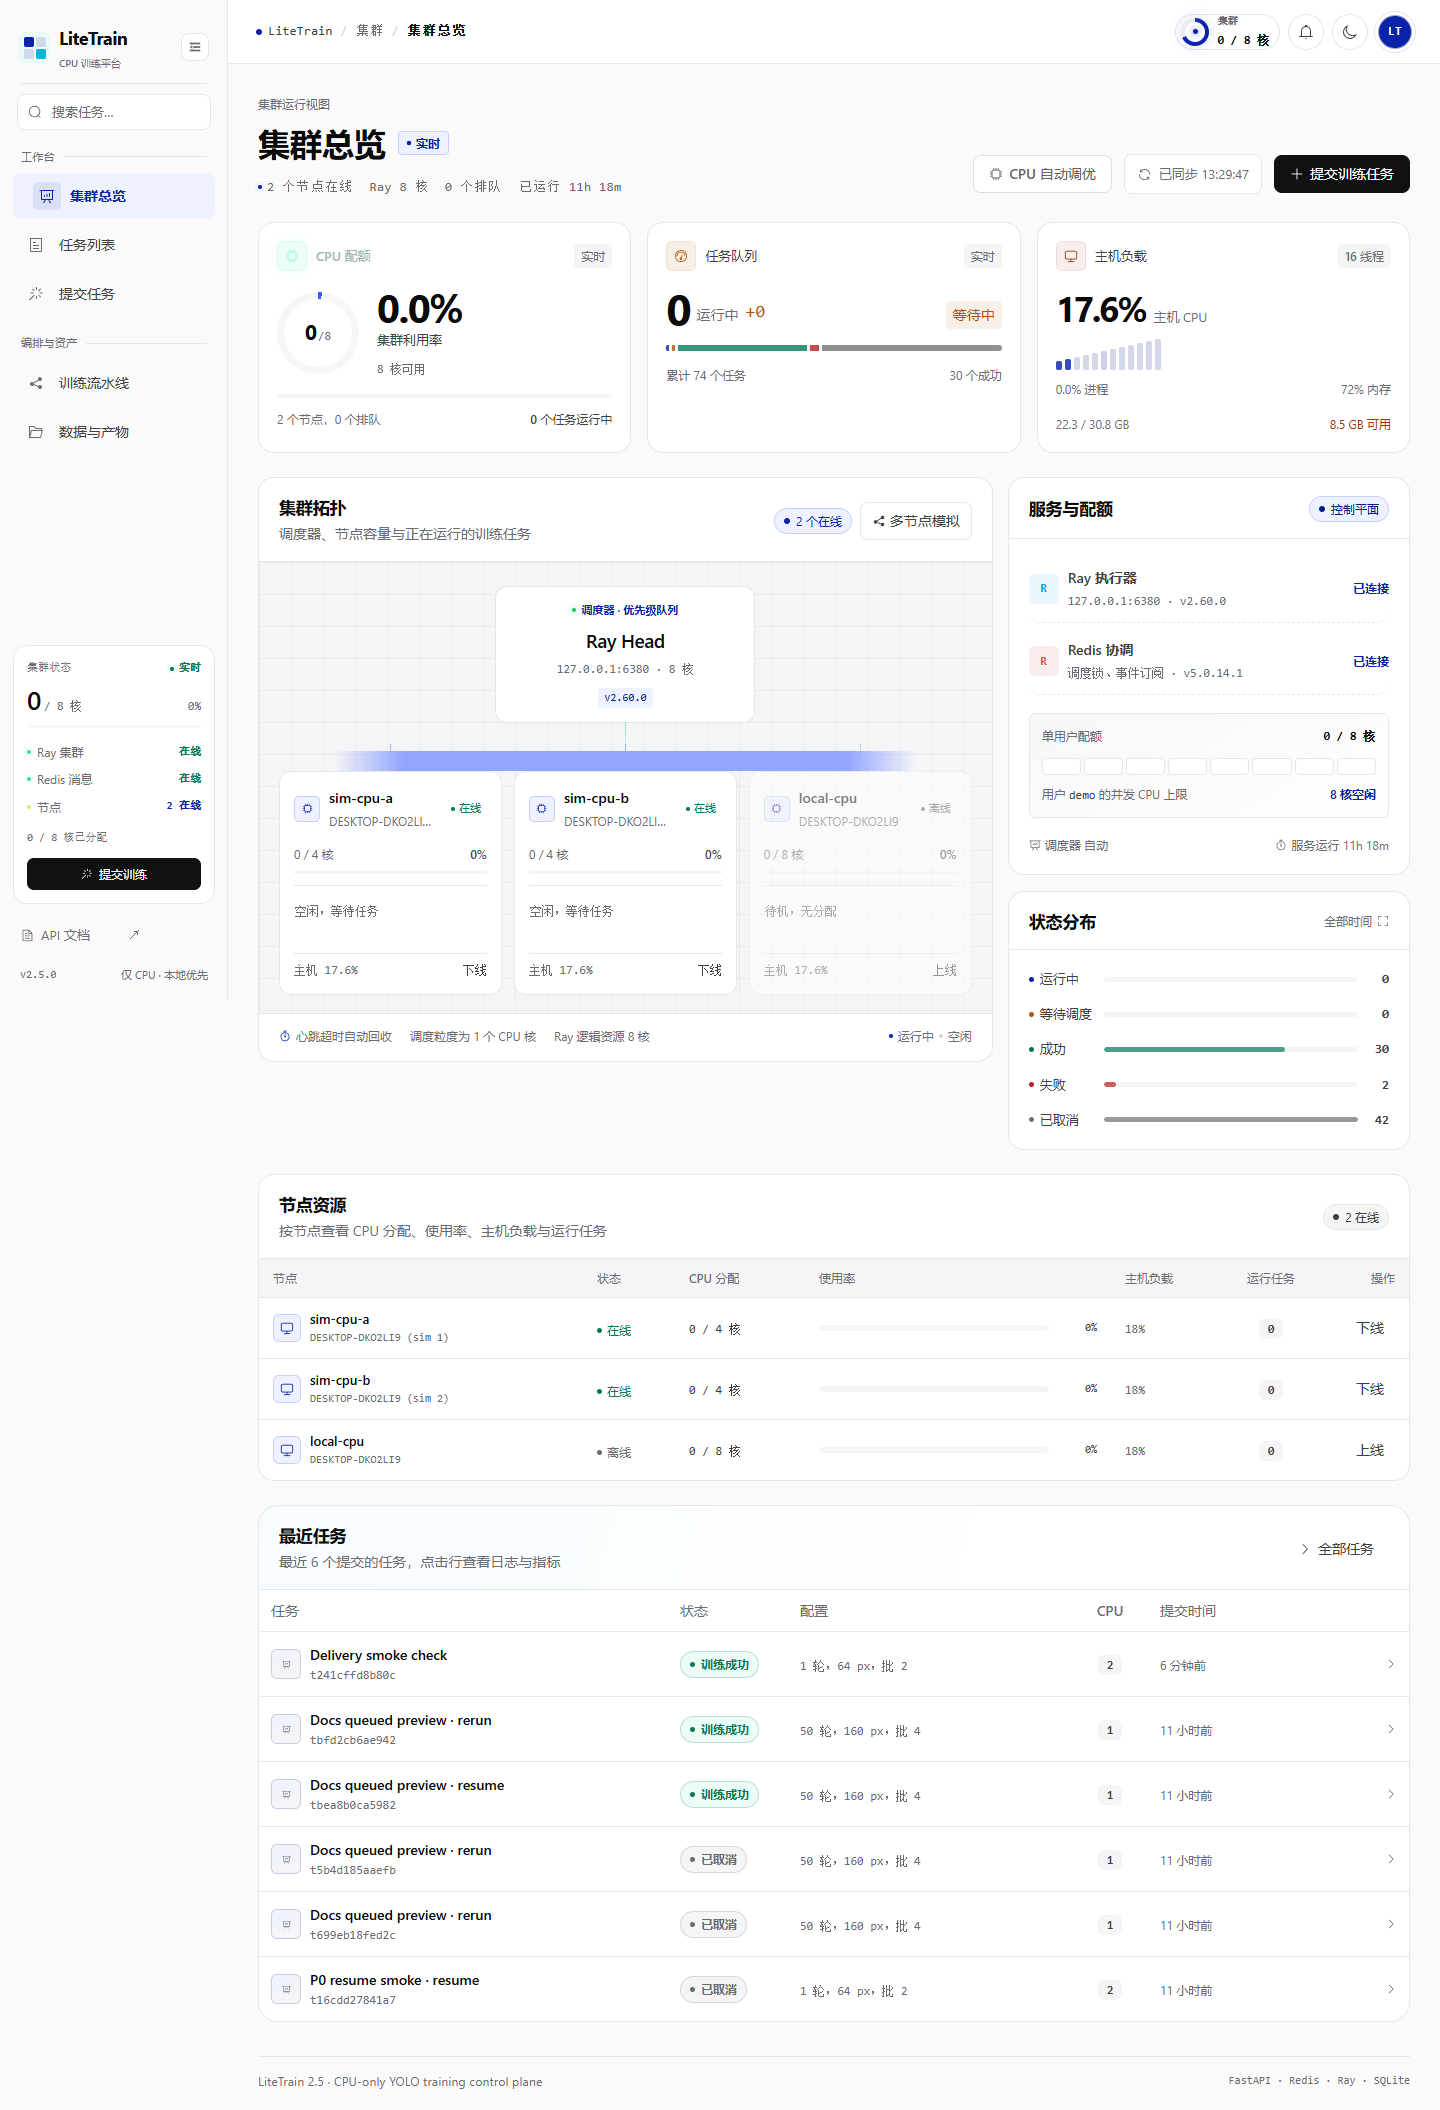 LiteTrain
CPU 训练平台
搜索任务...
工作台
集群总览
任务列表
提交任务
编排与资产
训练流水线
数据与产物
集群状态 实时
0 / 8 核 0%
Ray 集群 在线
Redis 消息 在线
节点 2 在线
0 / 8 核已分配
提交训练
API 文档
v2.5.0 仅 CPU · 本地优先
LiteTrain / 集群 / 集群总览
集群
0 / 8 核
LT
集群运行视图
集群总览 实时
2 个节点在线 Ray 8 核 0 个排队 已运行 11h 18m
CPU 自动调优 已同步 13:29:47 提交训练任务
CPU 配额 实时
0/8
0.0%
集群利用率
8 核可用
2 个节点，0 个排队 0 个任务运行中
任务队列 实时
0 运行中 +0 等待中
累计 74 个任务 30 个成功
主机负载 16 线程
17.6% 主机 CPU
0.0% 进程 72% 内存
22.3 / 30.8 GB 8.5 GB 可用
集群拓扑
调度器、节点容量与正在运行的训练任务
2 个在线 多节点模拟
调度器 · 优先级队列
Ray Head
127.0.0.1:6380 · 8 核
v2.60.0
sim-cpu-a 在线
DESKTOP-DKO2LI...
0 / 4 核 0%
空闲，等待任务
主机 17.6% 下线
sim-cpu-b 在线
DESKTOP-DKO2LI...
0 / 4 核 0%
空闲，等待任务
主机 17.6% 下线
local-cpu 离线
DESKTOP-DKO2LI9
0 / 8 核 0%
待机，无分配
主机 17.6% 上线
心跳超时自动回收 调度粒度为 1 个 CPU 核 Ray 逻辑资源 8 核 运行中 空闲
服务与配额 控制平面
R Ray 执行器 已连接
127.0.0.1:6380 · v2.60.0
R Redis 协调 已连接
调度锁、事件订阅 · v5.0.14.1
单用户配额 0 / 8 核
用户 demo 的并发 CPU 上限 8 核空闲
调度器 自动 服务运行 11h 18m
状态分布 全部时间
运行中 0
等待调度 0
成功 30
失败 2
已取消 42
节点资源
按节点查看 CPU 分配、使用率、主机负载与运行任务
2 在线
节点 状态 CPU 分配 使用率 主机负载 运行任务 操作
sim-cpu-a
DESKTOP-DKO2LI9 (sim 1)
在线 0 / 4 核 0% 18% 0 下线
sim-cpu-b
DESKTOP-DKO2LI9 (sim 2)
在线 0 / 4 核 0% 18% 0 下线
local-cpu
DESKTOP-DKO2LI9
离线 0 / 8 核 0% 18% 0 上线
最近任务
最近 6 个提交的任务，点击行查看日志与指标
全部任务
任务 状态 配置 CPU 提交时间
Delivery smoke check
t241cffd8b80c
训练成功 1 轮，64 px，批 2 2 6 分钟前
Docs queued preview · rerun
tbfd2cb6ae942
训练成功 50 轮，160 px，批 4 1 11 小时前
Docs queued preview · resume
tbea8b0ca5982
训练成功 50 轮，160 px，批 4 1 11 小时前
Docs queued preview · rerun
t5b4d185aaefb
已取消 50 轮，160 px，批 4 1 11 小时前
Docs queued preview · rerun
t699eb18fed2c
已取消 50 轮，160 px，批 4 1 11 小时前
P0 resume smoke · resume
t16cdd27841a7
已取消 1 轮，64 px，批 2 2 11 小时前
LiteTrain 2.5 · CPU-only YOLO training control plane FastAPI · Redis · Ray · SQLite